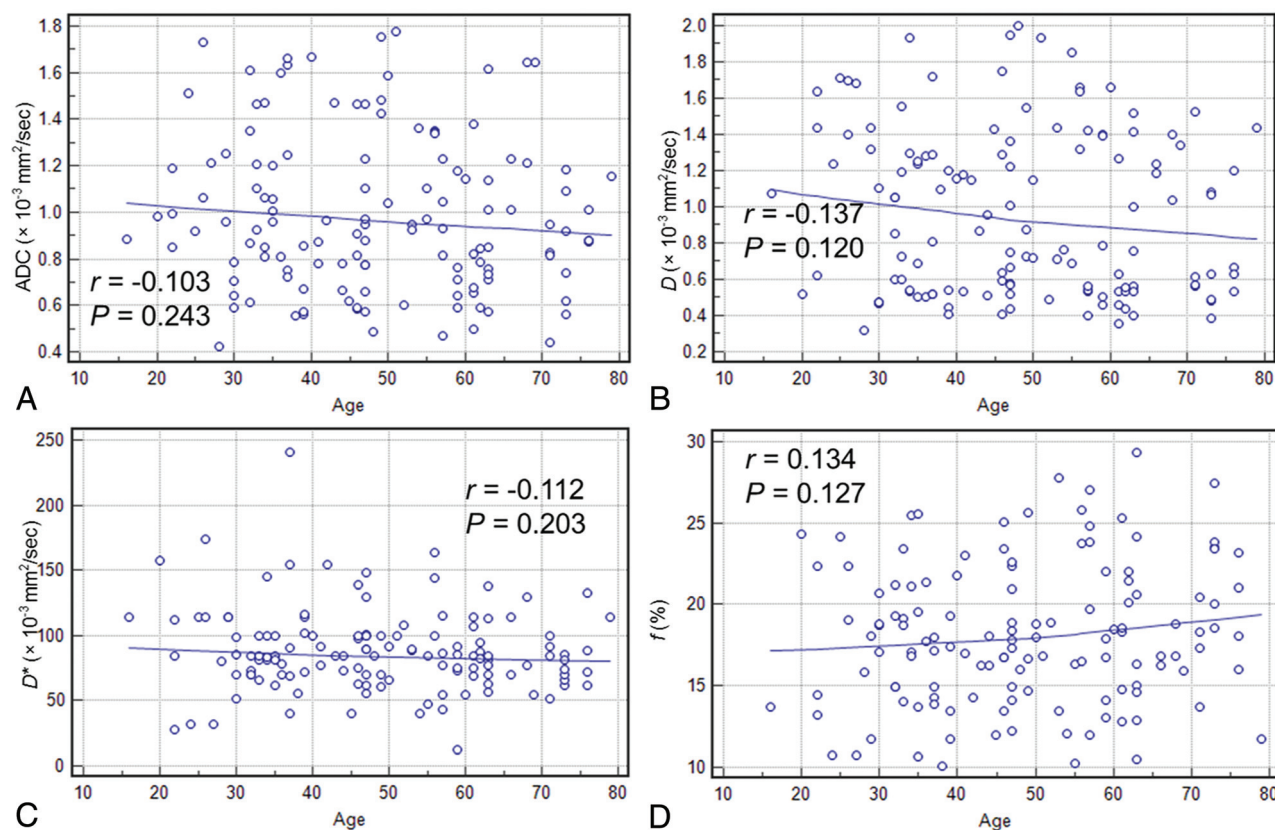 1.8
1.6
1.4
1.2
1.0
0.8
0.6
0.4
ADC (× 10⁻³ mm²/sec)
r = -0.103
P = 0.243
10 20 30 40 50 60 70 80
A
Age
2.0
1.8
1.6
1.4
1.2
1.0
0.8
0.6
0.4
0.2
D (× 10⁻³ mm²/sec)
r = -0.137
P = 0.120
10 20 30 40 50 60 70 80
B
Age
250
200
150
100
50
0
D* (× 10⁻³ mm²/sec)
r = -0.112
P = 0.203
10 20 30 40 50 60 70 80
C
Age
30
25
20
15
10
f (%)
r = 0.134
P = 0.127
10 20 30 40 50 60 70 80
D
Age